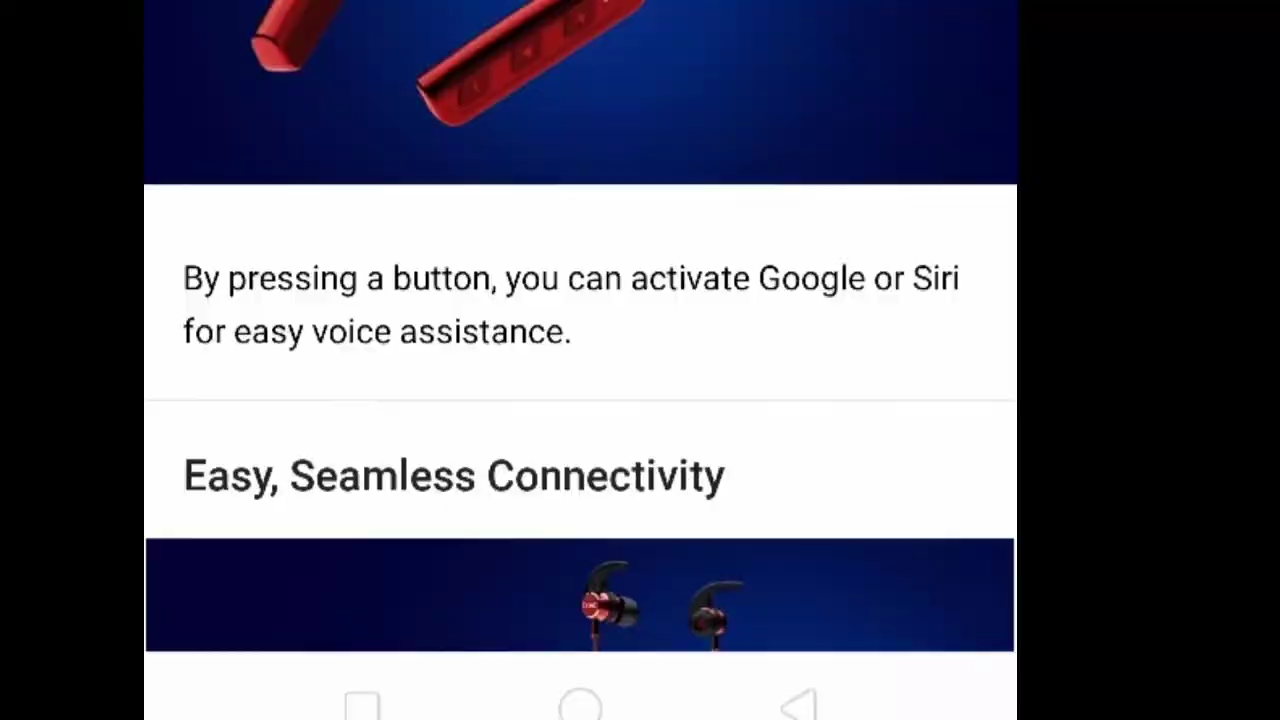 By pressing a button, you can activate Google or Siri
for easy voice assistance.
Easy, Seamless Connectivity